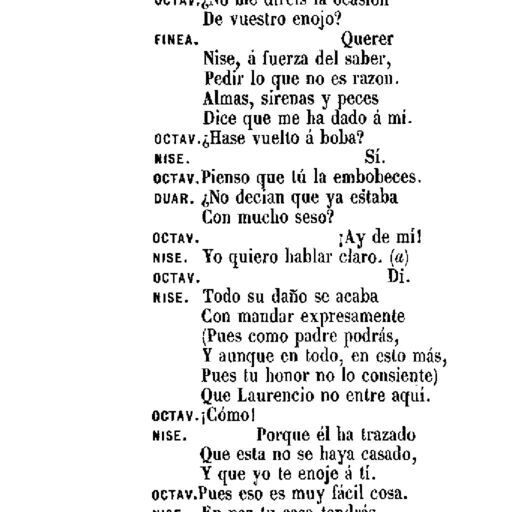 OCTAV. ¿No me direis la ocasion
De vuestro enojo?
FINEA. Querer
Nise, á fuerza del saber,
Pedir lo que no es razon.
Almas, sirenas y peces
Dice que me ha dado á mí.
OCTAV. ¿Hase vuelto á boba?
NISE. Sí.
OCTAV. Pienso que tú la embobeces.
DUAR. ¿No decian que ya estaba
Con mucho seso?
OCTAV. ¡Ay de mí!
NISE. Yo quiero hablar claro. (a)
OCTAV. Di.
NISE. Todo su daño se acaba
Con mandar expresamente
(Pues como padre podrás,
Y aunque en todo, en esto más,
Pues tu honor no lo consiente)
Que Laurencio no entre aquí.
OCTAV. ¡Cómo!
NISE. Porque él ha trazado
Que esta no se haya casado,
Y que yo te enoje á tí.
OCTAV. Pues eso es muy fácil cosa.